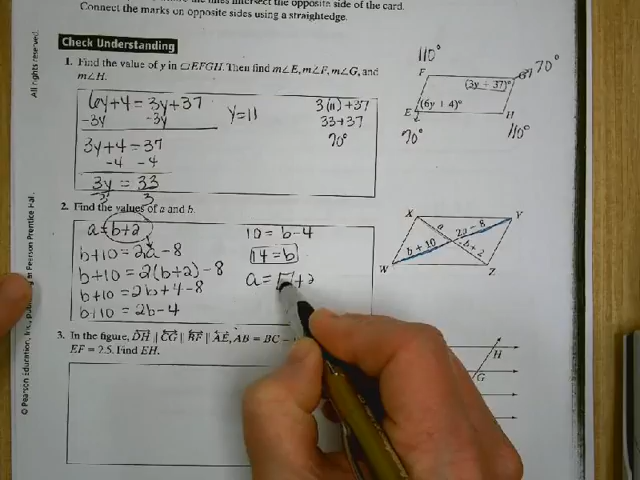 Connect the marks on opposite sides using a straightedge.
Check Understanding
1. Find the value of y in ▱EFGH. Then find m∠E, m∠F, m∠G, and
m∠H.
6y+4 = 3y+37
-3y -3y
3y+4 = 37
-4 -4
3y = 33
3 3
y=11
3(11)+37
33+37
70°
110°
F
70°
(3y + 37)°
E
(6y + 4)°
H
70°
110°
2. Find the values of a and b.
a=b+2
b+10 = 2a-8
b+10 = 2(b+2)-8
b+10 = 2b+4-8
b+10 = 2b-4
10 = b-4
14=b
a= +2
X
Y
a
2a - 8
b + 10
b + 2
W
Z
3. In the figure, DH ∥ CG ∥ BF ∥ AE, AB = BC
EF = 2.5. Find EH.
H
G
All rights reserved.
© Pearson Education, Inc., publishing as Pearson Prentice Hall.